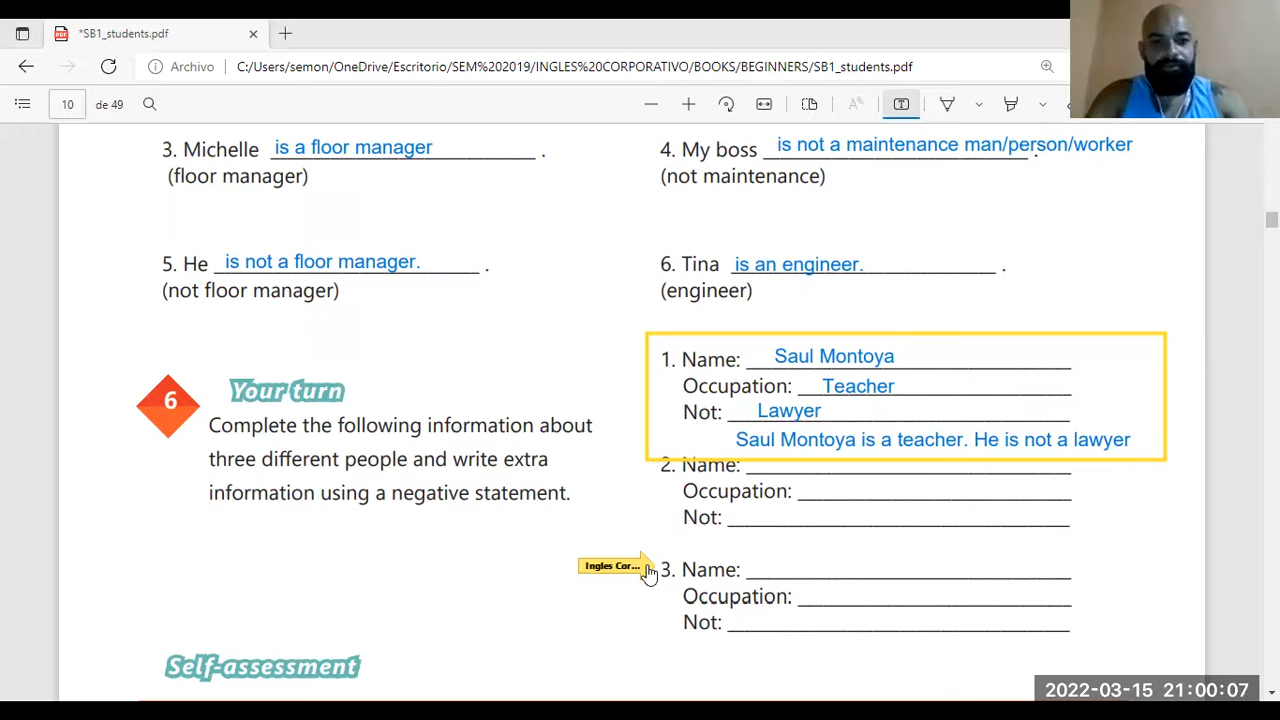 *SB1_students.pdf
Archivo C:/Users/semon/OneDrive/Escritorio/SEM%202019/INGLES%20CORPORATIVO/BOOKS/BEGINNERS/SB1_students.pdf
10 de 49
3. Michelle is a floor manager .
(floor manager)
4. My boss is not a maintenance man/person/worker .
(not maintenance)
5. He is not a floor manager. .
(not floor manager)
6. Tina is an engineer. .
(engineer)
6 Your turn
Complete the following information about
three different people and write extra
information using a negative statement.
1. Name: Saul Montoya
Occupation: Teacher
Not: Lawyer
Saul Montoya is a teacher. He is not a lawyer
2. Name:
Occupation:
Not:
Ingles Cor...
3. Name:
Occupation:
Not:
Self-assessment
2022-03-15 21:00:07